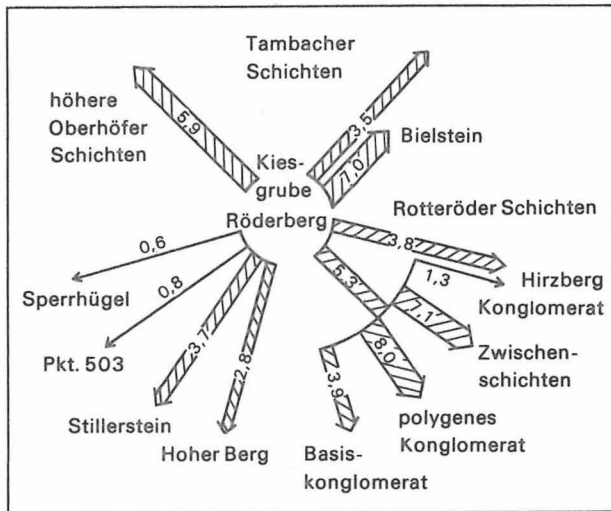 Tambacher
Schichten
höhere
Oberhöfer
Schichten
5,9
3,5
7,0
Bielstein
Kies-
grube
Röderberg
Rotteröder Schichten
3,8
0,6
Sperrhügel
0,8
5,3
1,3
Hirzberg
Konglomerat
Pkt. 503
3,7
2,8
7,1
Zwischen-
schichten
Stillerstein
8,0
3,9
Hoher Berg
Basis-
konglomerat
polygenes
Konglomerat